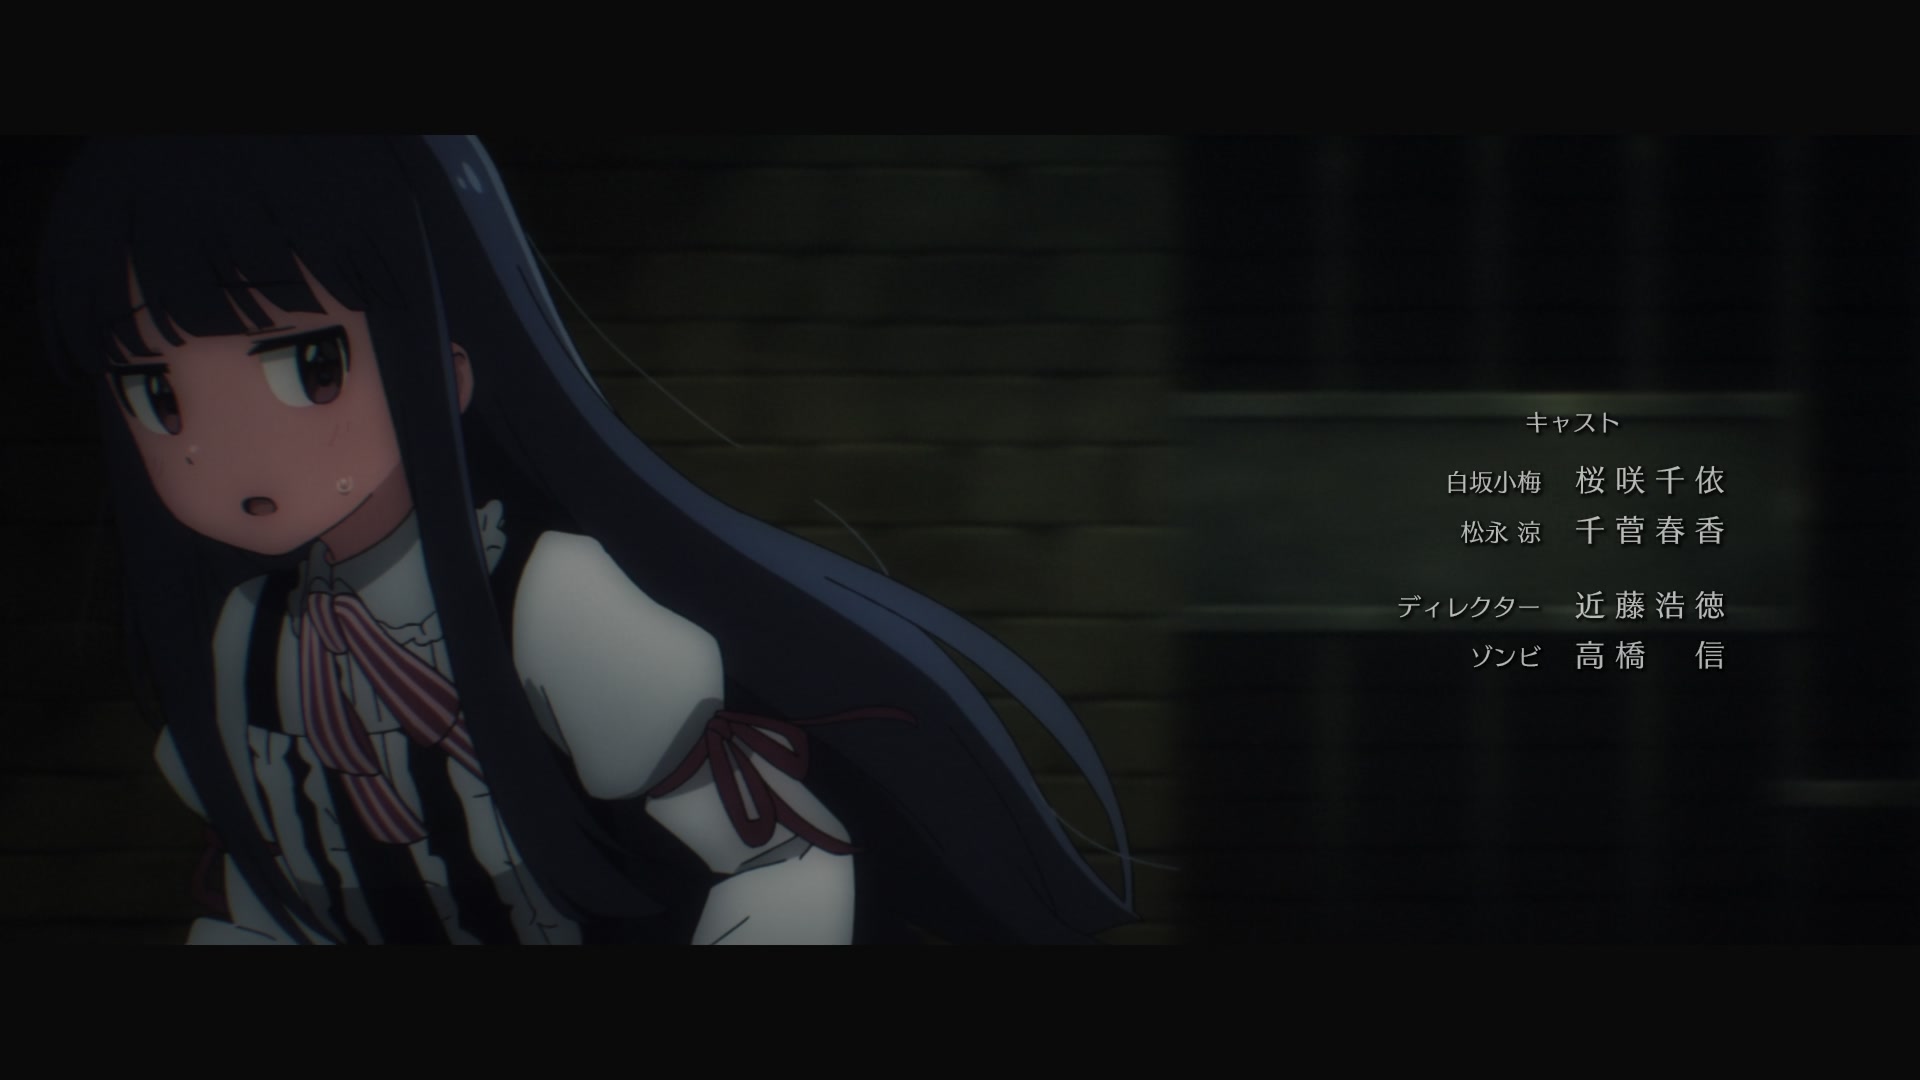 キャスト
白坂小梅 桜咲千依
松永 涼 千菅春香
ディレクター 近藤浩徳
ゾンビ 高橋 信